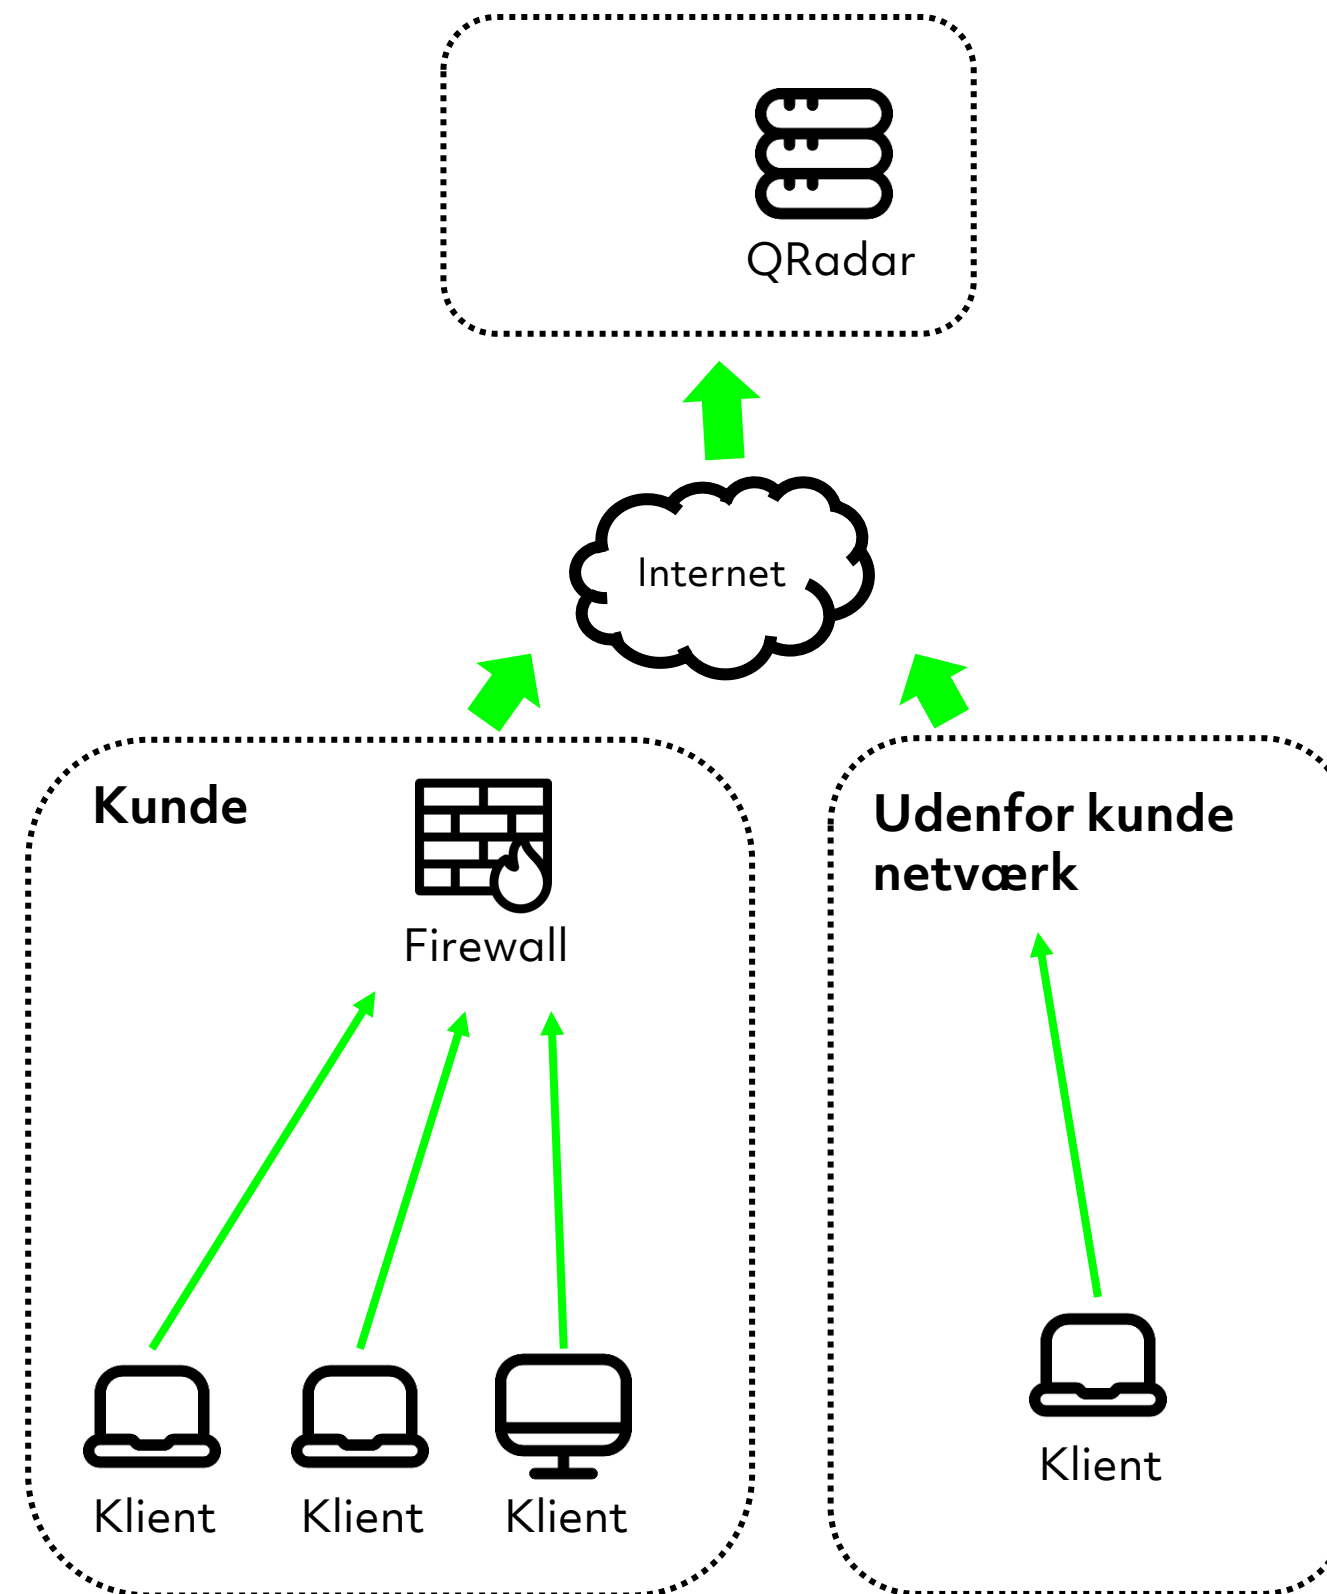 QRadar
Internet
Kunde
Firewall
Klient
Klient
Klient
Udenfor kunde
netværk
Klient